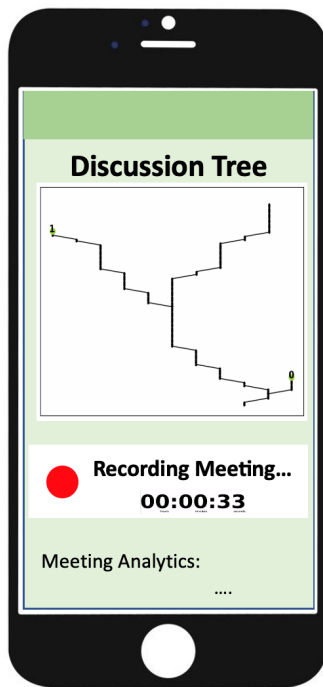 Discussion Tree
1
0
Recording Meeting...
00:00:33
Meeting Analytics:
....